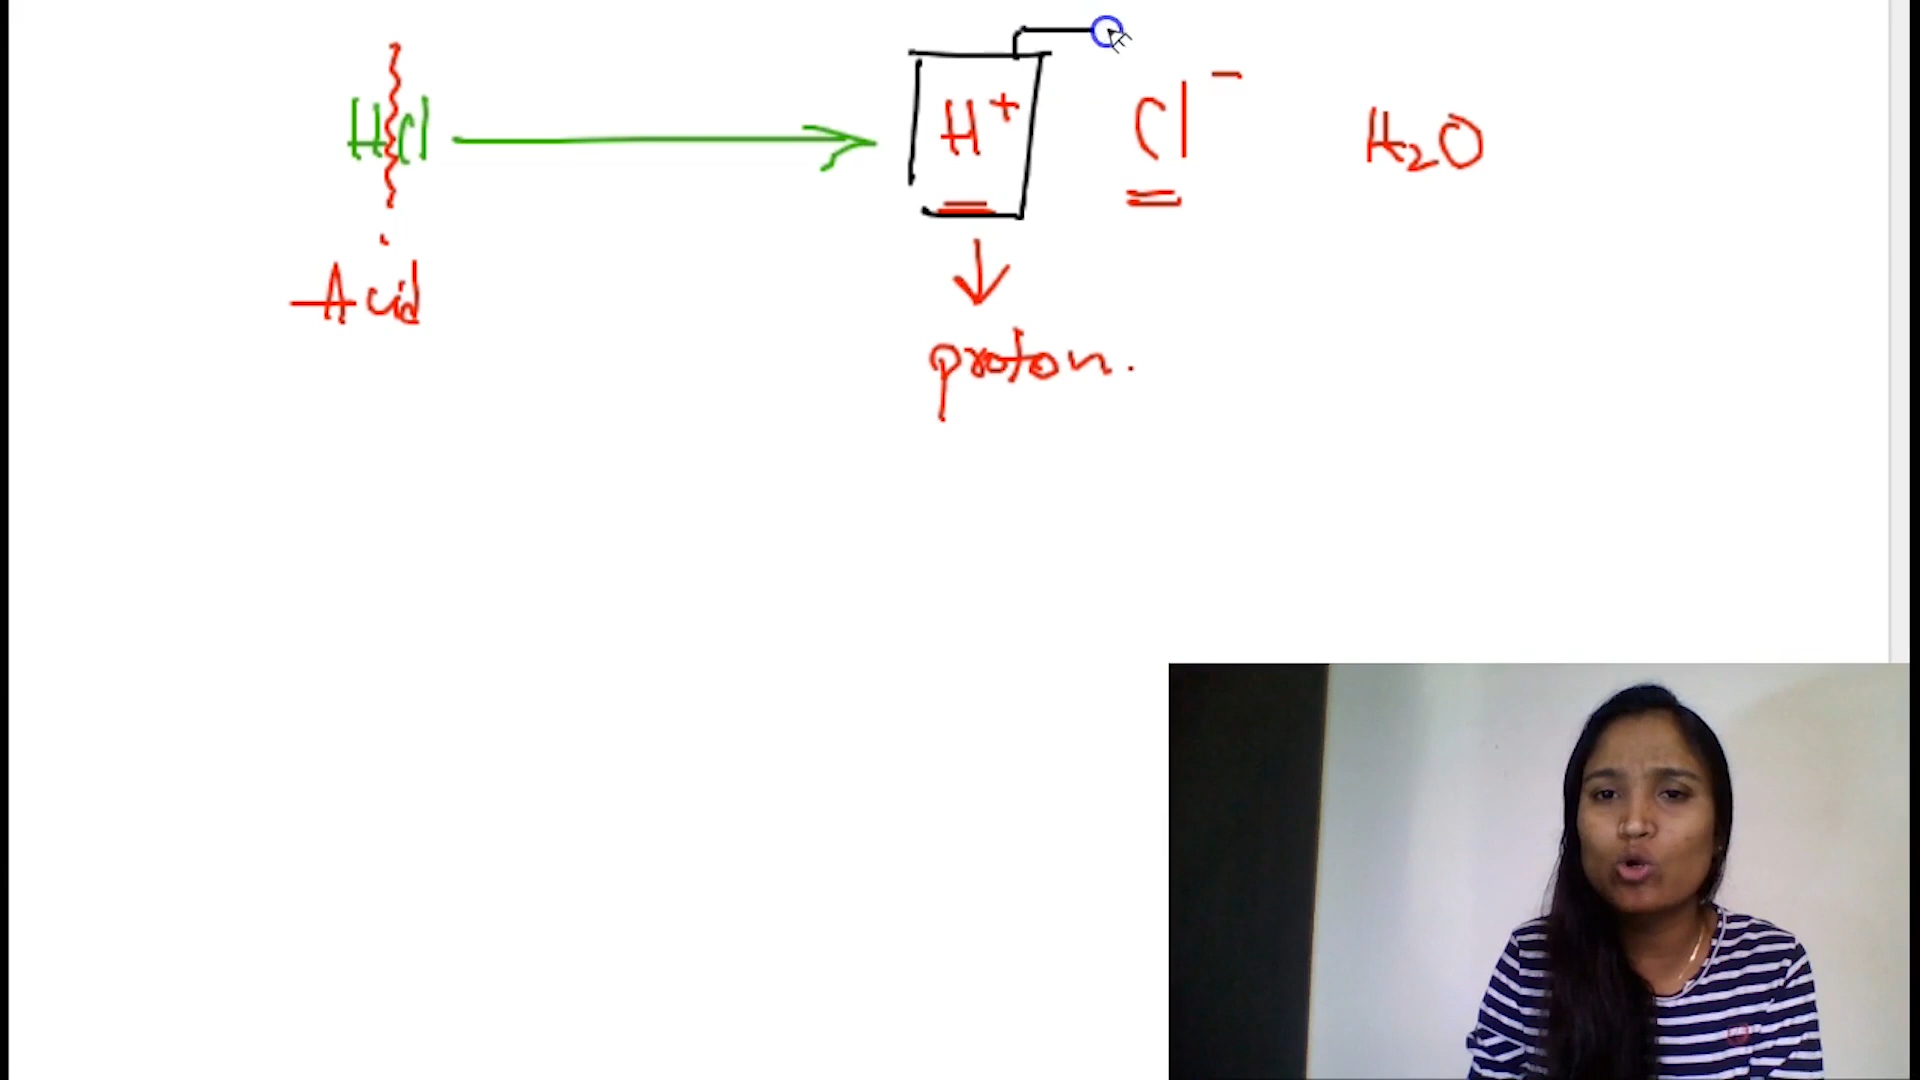 HCl ⟶ H⁺ Cl⁻ H₂O
Acid
proton.